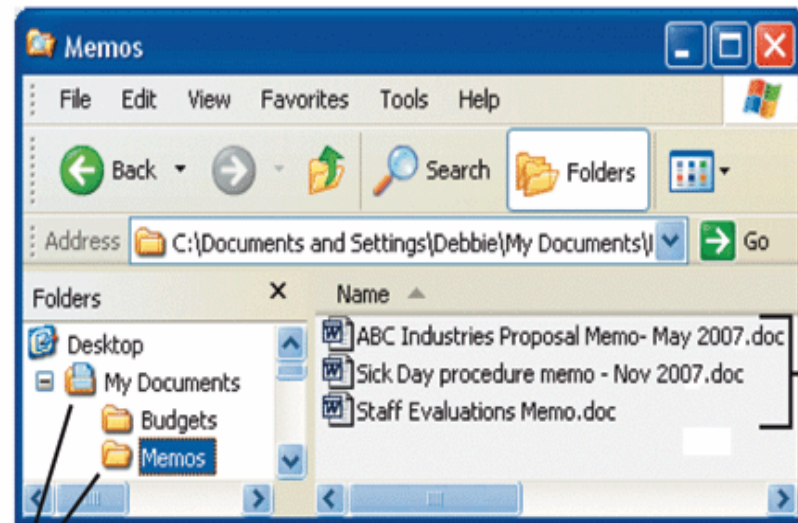 Memos
File Edit View Favorites Tools Help
Back Search Folders
Address C:\Documents and Settings\Debbie\My Documents\ Go
Folders X Name
Desktop
My Documents
Budgets
Memos
ABC Industries Proposal Memo- May 2007.doc
Sick Day procedure memo - Nov 2007.doc
Staff Evaluations Memo.doc